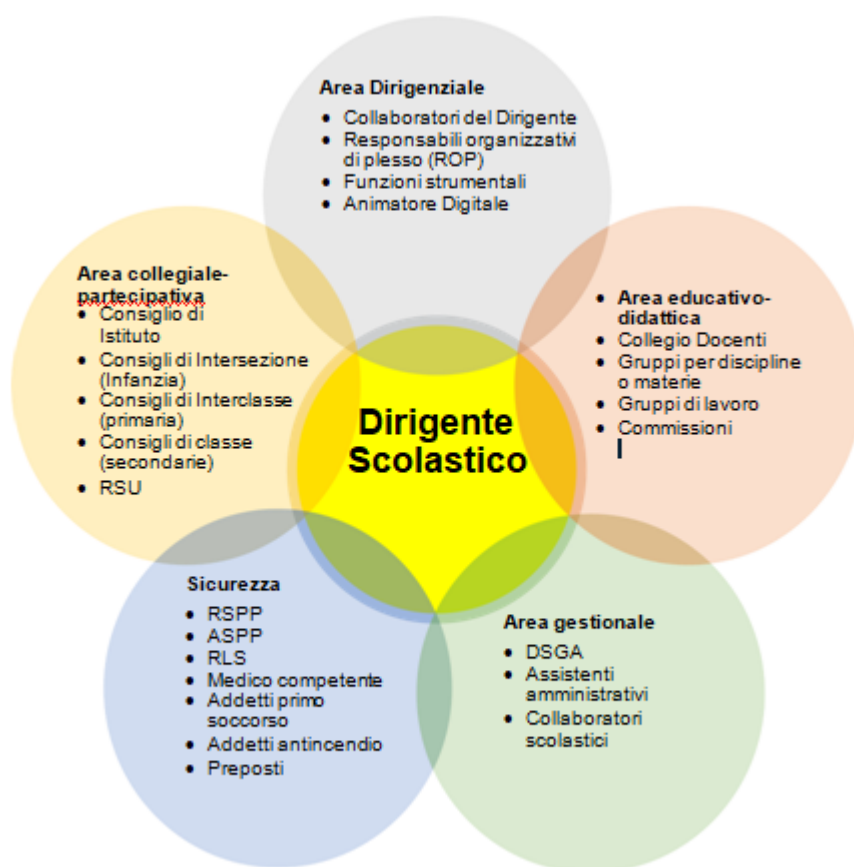 Area Dirigenziale
• Collaboratori del Dirigente
• Responsabili organizzativi
di plesso (ROP)
• Funzioni strumentali
• Animatore Digitale
Area collegiale-
partecipativa
• Consiglio di
Istituto
• Consigli di Intersezione
(Infanzia)
• Consigli di Interclasse
(primaria)
• Consigli di classe
(secondarie)
• RSU
• Area educativo-
didattica
• Collegio Docenti
• Gruppi per discipline
o materie
• Gruppi di lavoro
• Commissioni
Dirigente
Scolastico
Sicurezza
• RSPP
• ASPP
• RLS
• Medico competente
• Addetti primo
soccorso
• Addetti antincendio
• Preposti
Area gestionale
• DSGA
• Assistenti
amministrativi
• Collaboratori
scolastici